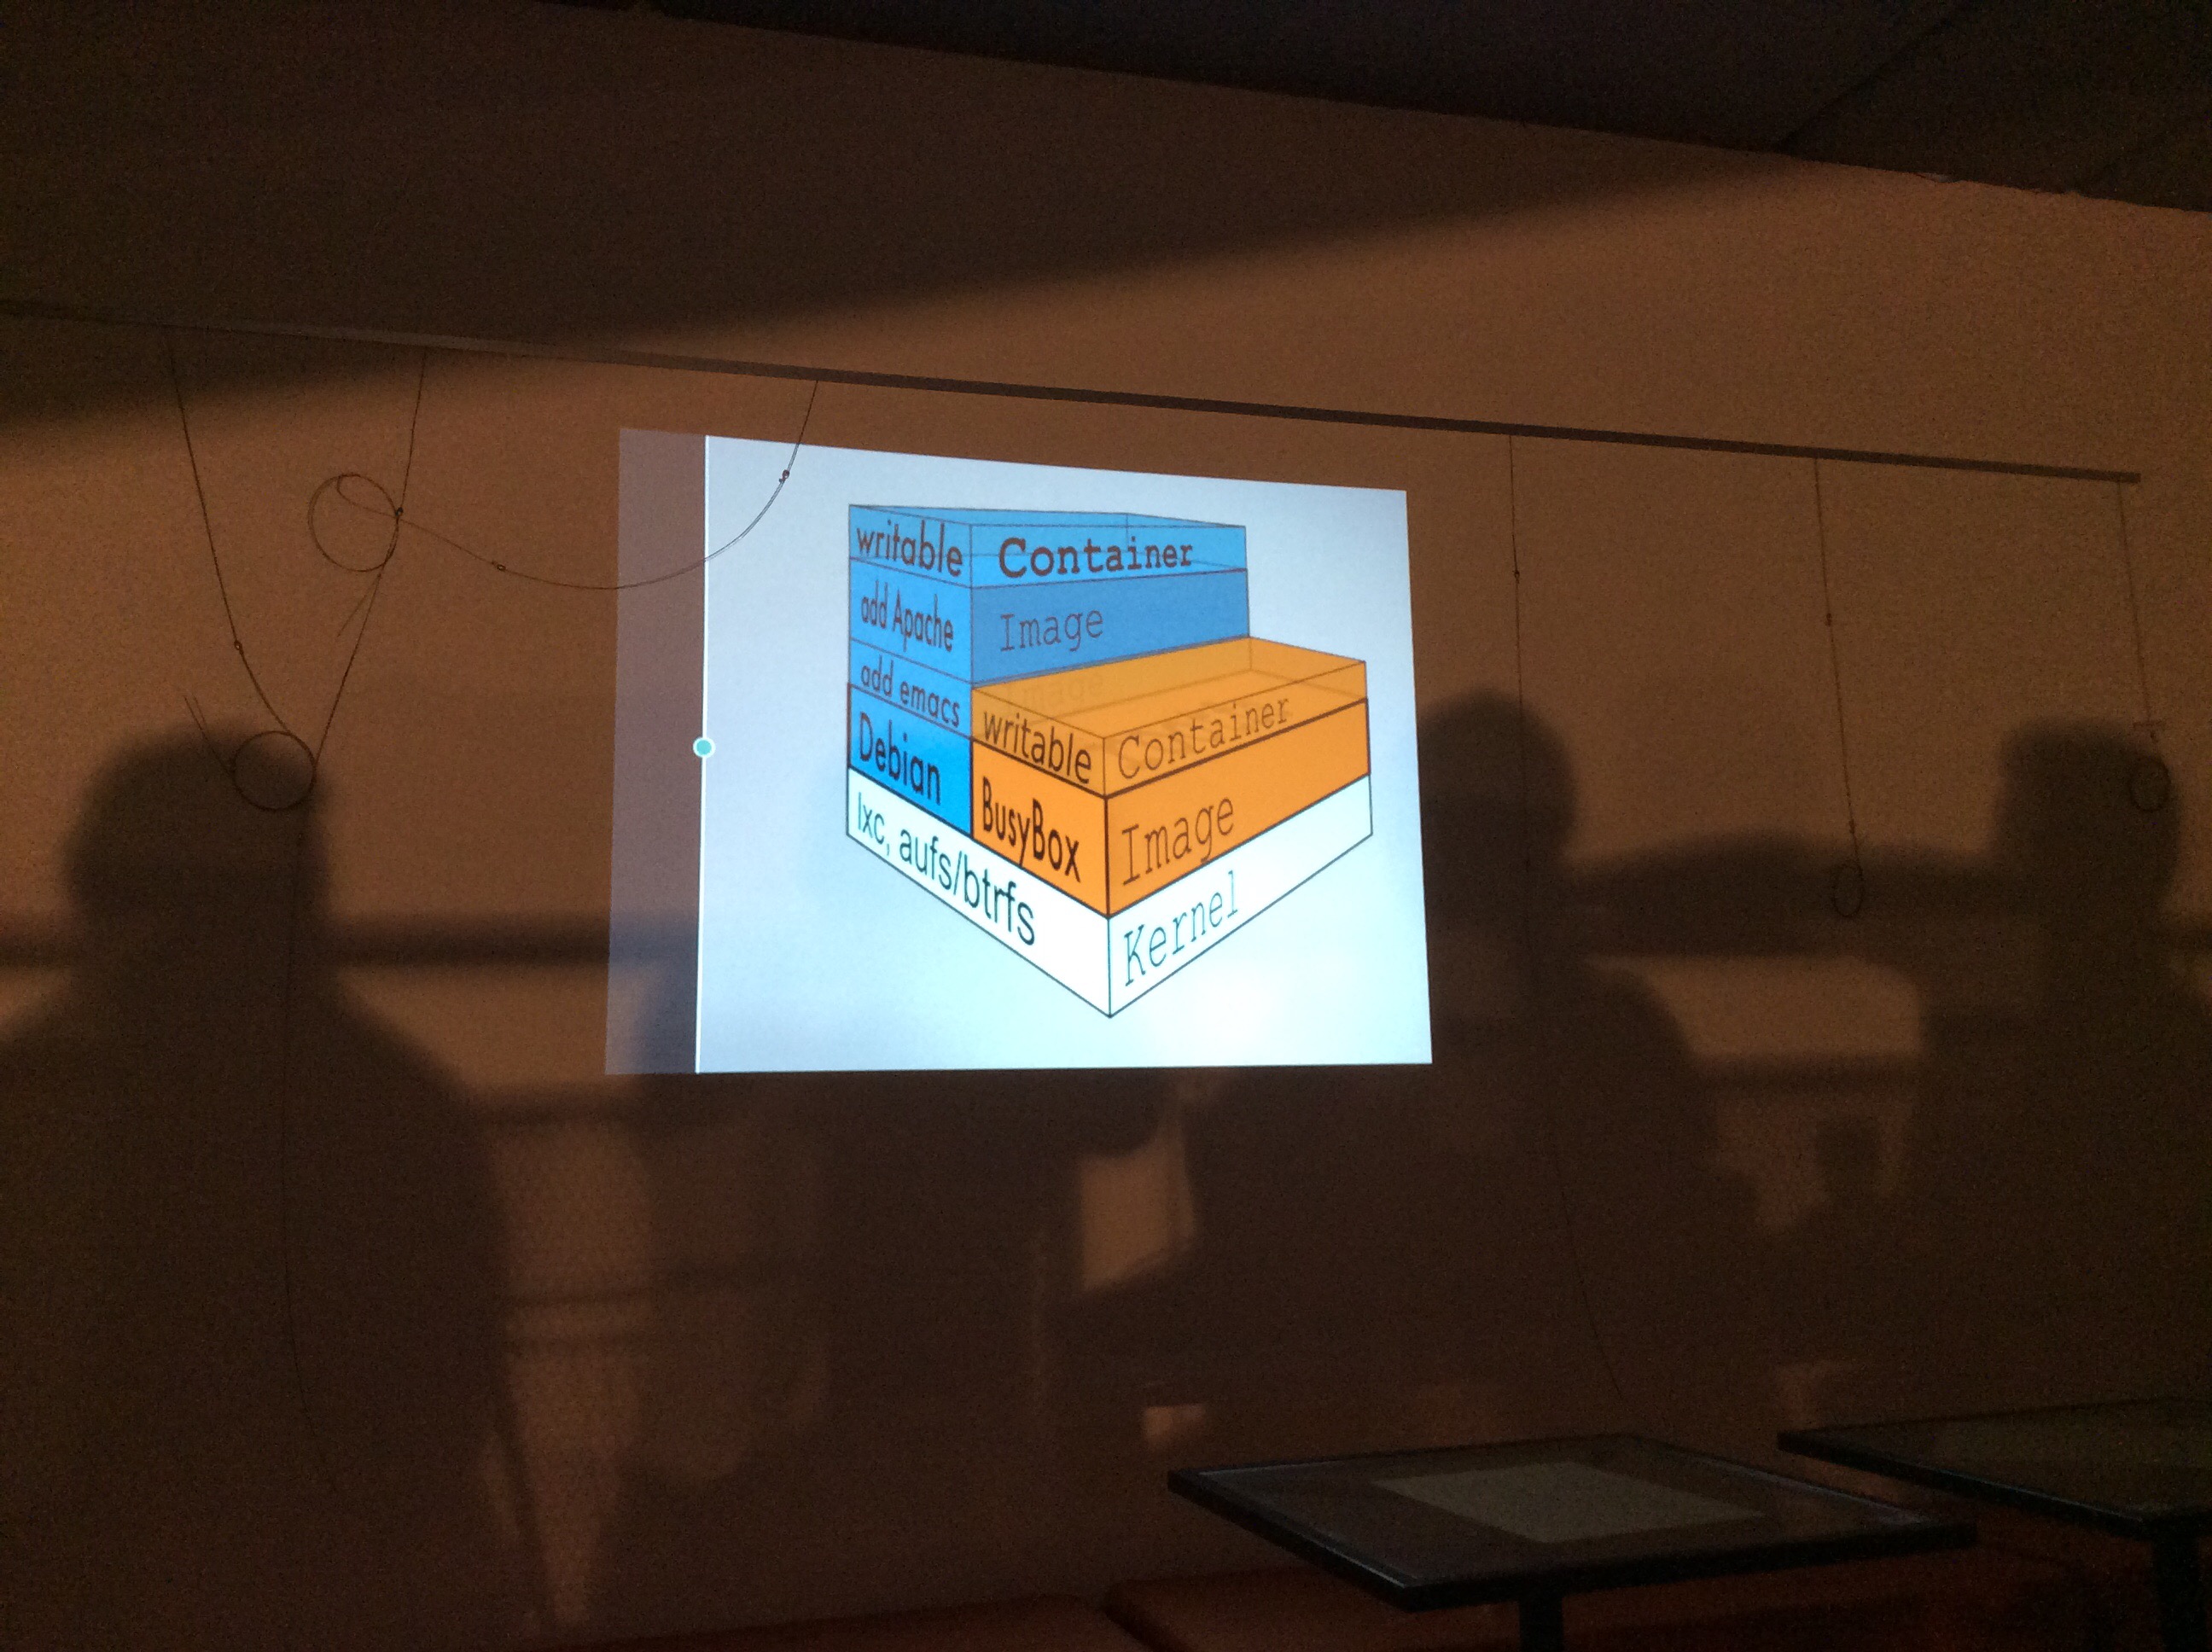 writable Container
add Apache Image
add emacs
Debian writable Container
BusyBox Image
lxc, aufs/btrfs Kernel